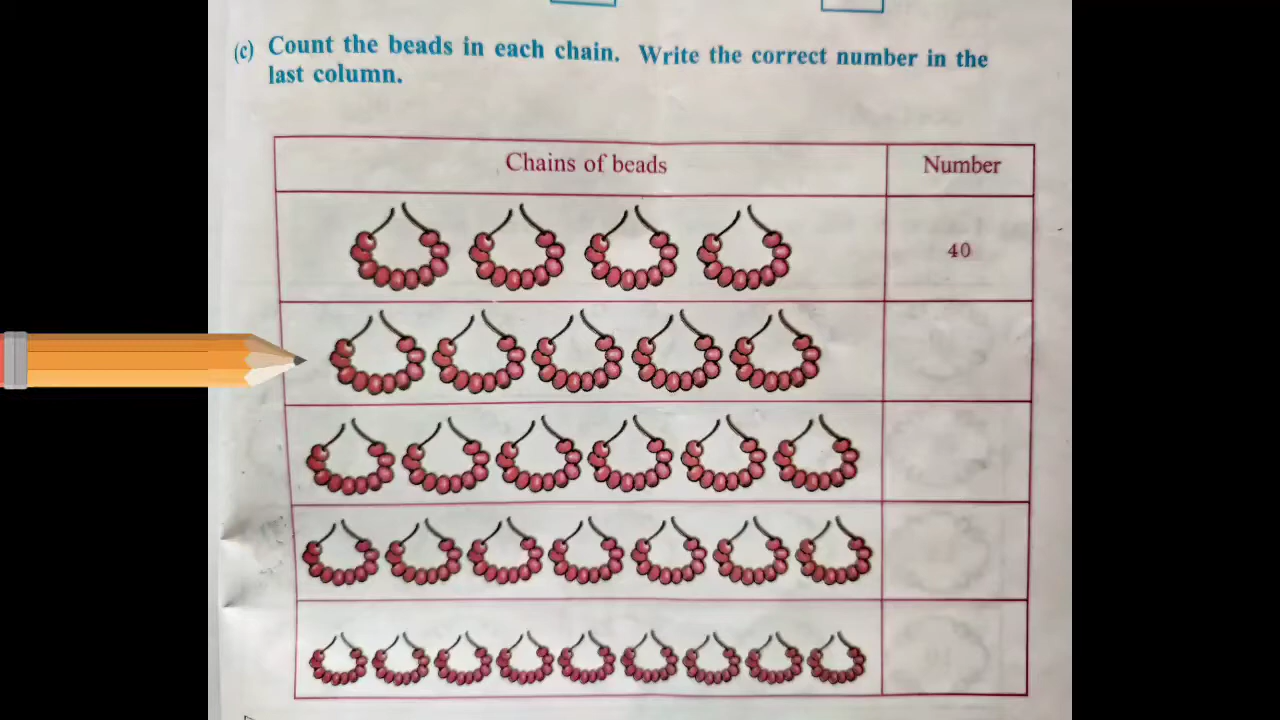 (c) Count the beads in each chain. Write the correct number in the
last column.
Chains of beads
Number
40